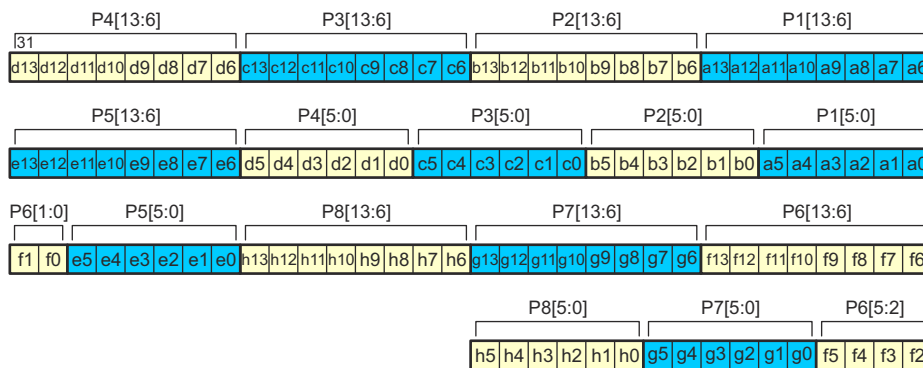 P4[13:6] P3[13:6] P2[13:6] P1[13:6]
31
d13 d12 d11 d10 d9 d8 d7 d6 c13 c12 c11 c10 c9 c8 c7 c6 b13 b12 b11 b10 b9 b8 b7 b6 a13 a12 a11 a10 a9 a8 a7 a6
P5[13:6] P4[5:0] P3[5:0] P2[5:0] P1[5:0]
e13 e12 e11 e10 e9 e8 e7 e6 d5 d4 d3 d2 d1 d0 c5 c4 c3 c2 c1 c0 b5 b4 b3 b2 b1 b0 a5 a4 a3 a2 a1 a0
P6[1:0] P5[5:0] P8[13:6] P7[13:6] P6[13:6]
f1 f0 e5 e4 e3 e2 e1 e0 h13 h12 h11 h10 h9 h8 h7 h6 g13 g12 g11 g10 g9 g8 g7 g6 f13 f12 f11 f10 f9 f8 f7 f6
P8[5:0] P7[5:0] P6[5:2]
h5 h4 h3 h2 h1 h0 g5 g4 g3 g2 g1 g0 f5 f4 f3 f2